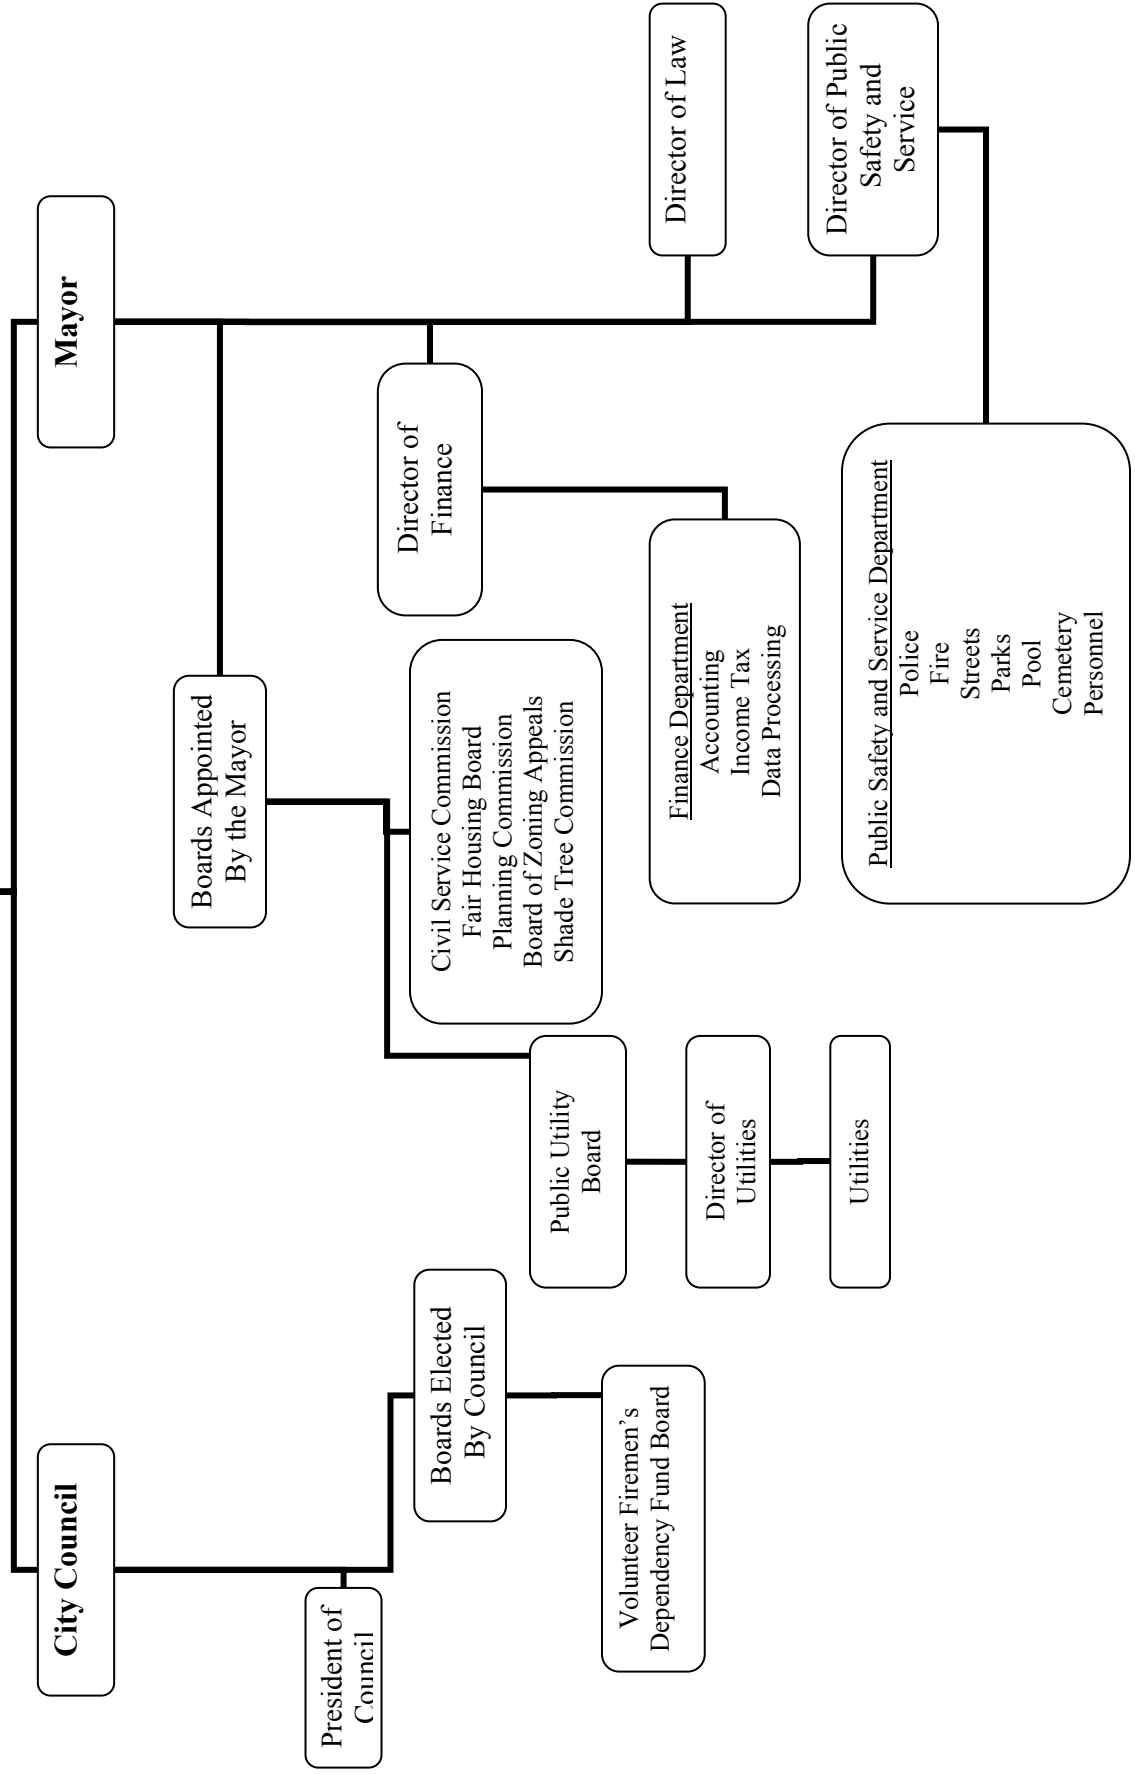 City Council
Mayor
President of
Council
Boards Elected
By Council
Volunteer Firemen’s
Dependency Fund Board
Boards Appointed
By the Mayor
Public Utility
Board
Director of
Utilities
Utilities
Civil Service Commission
Fair Housing Board
Planning Commission
Board of Zoning Appeals
Shade Tree Commission
Director of
Finance
Finance Department
Accounting
Income Tax
Data Processing
Director of Law
Director of Public
Safety and
Service
Public Safety and Service Department
Police
Fire
Streets
Parks
Pool
Cemetery
Personnel